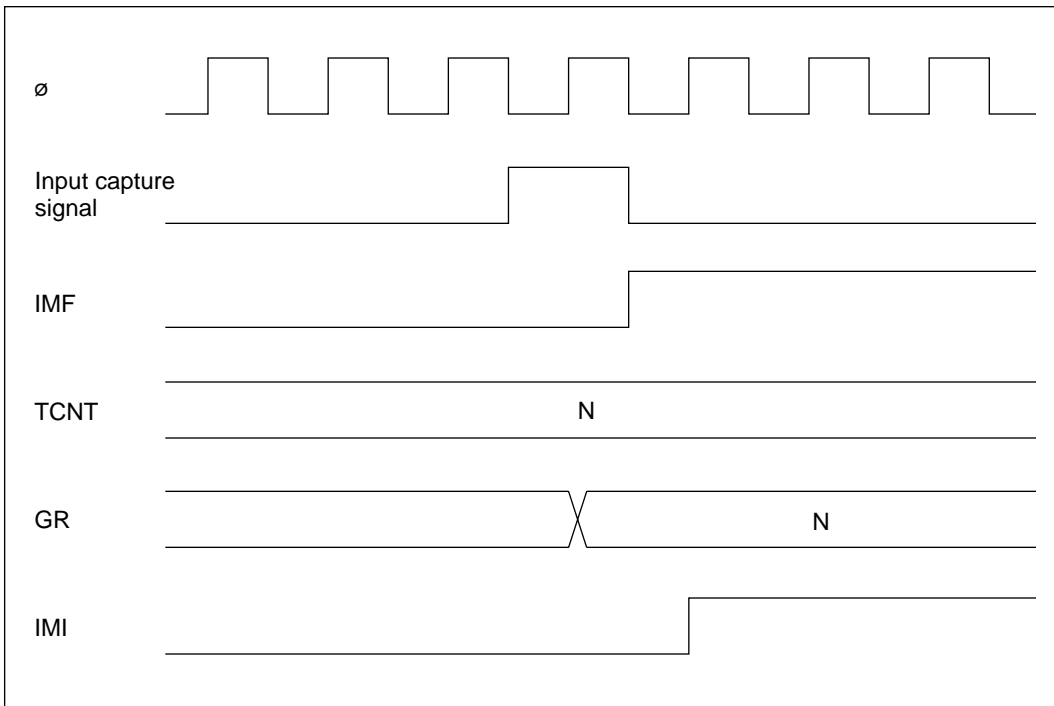 ø
Input capture
signal
IMF
TCNT
N
GR
N
IMI